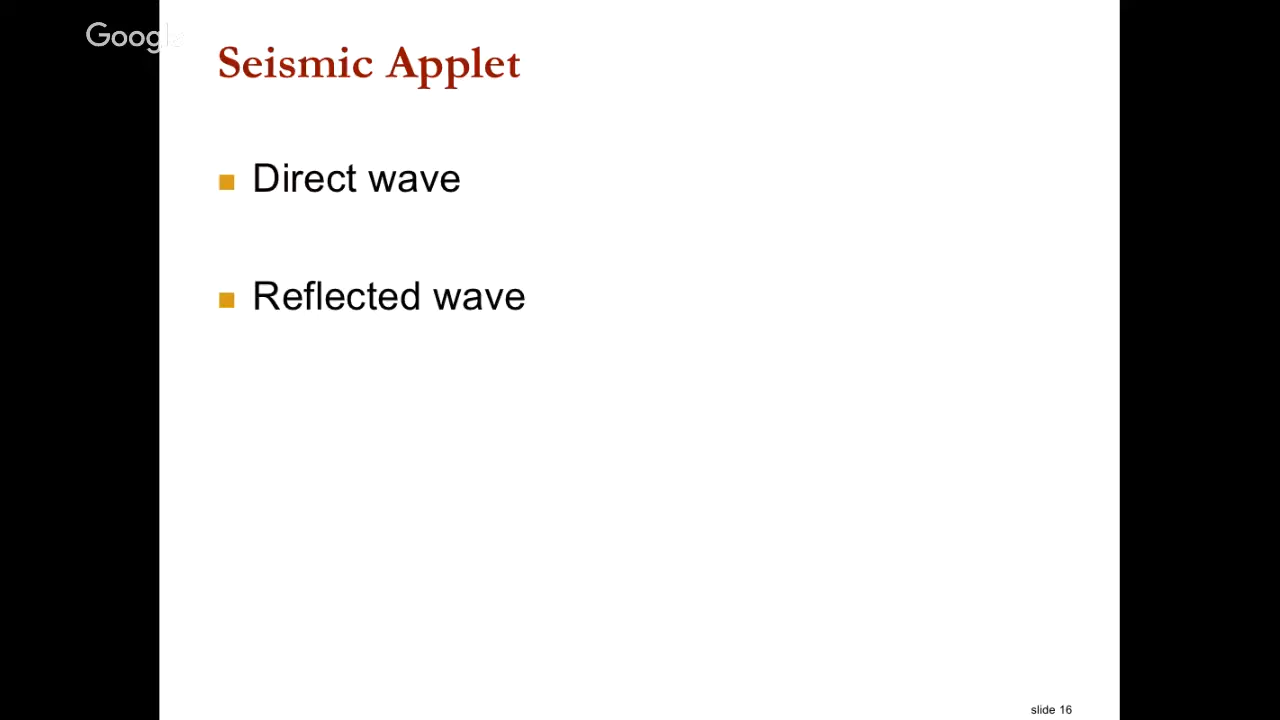 Google
Seismic Applet
Direct wave
Reflected wave
slide 16